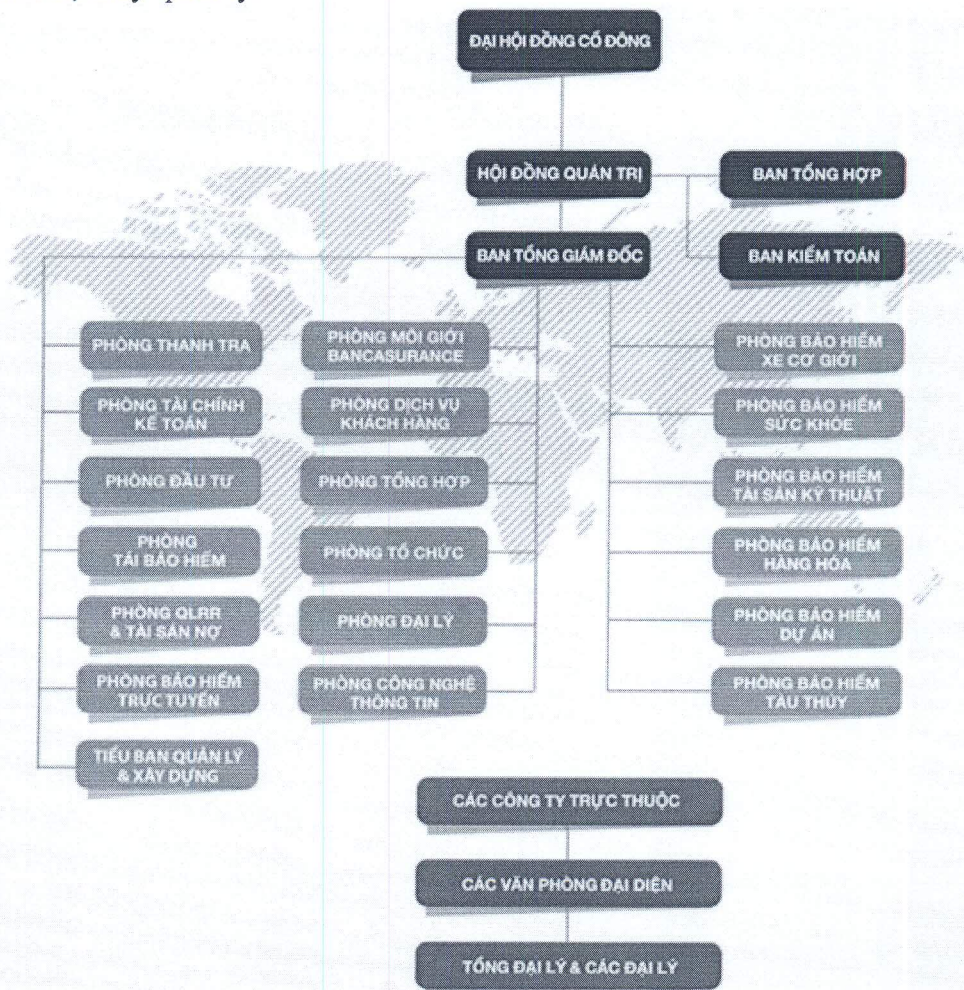 ĐẠI HỘI ĐỒNG CỔ ĐÔNG
HỘI ĐỒNG QUẢN TRỊ
BAN TỔNG HỢP
BAN TỔNG GIÁM ĐỐC
BAN KIỂM TOÁN
PHÒNG THANH TRA
PHÒNG TÀI CHÍNH
KẾ TOÁN
PHÒNG ĐẦU TƯ
PHÒNG
TÁI BẢO HIỂM
PHÒNG QLRR
& TÀI SẢN NỢ
PHÒNG BẢO HIỂM
TRỰC TUYẾN
TIỂU BAN QUẢN LÝ
& XÂY DỰNG
PHÒNG MÔI GIỚI
BANCASURANCE
PHÒNG DỊCH VỤ
KHÁCH HÀNG
PHÒNG TỔNG HỢP
PHÒNG TỔ CHỨC
PHÒNG ĐẠI LÝ
PHÒNG CÔNG NGHỆ
THÔNG TIN
PHÒNG BẢO HIỂM
XE CƠ GIỚI
PHÒNG BẢO HIỂM
SỨC KHỎE
PHÒNG BẢO HIỂM
TÀI SẢN KỸ THUẬT
PHÒNG BẢO HIỂM
HÀNG HÓA
PHÒNG BẢO HIỂM
DỰ ÁN
PHÒNG BẢO HIỂM
TÀU THỦY
CÁC CÔNG TY TRỰC THUỘC
CÁC VĂN PHÒNG ĐẠI DIỆN
TỔNG ĐẠI LÝ & CÁC ĐẠI LÝ